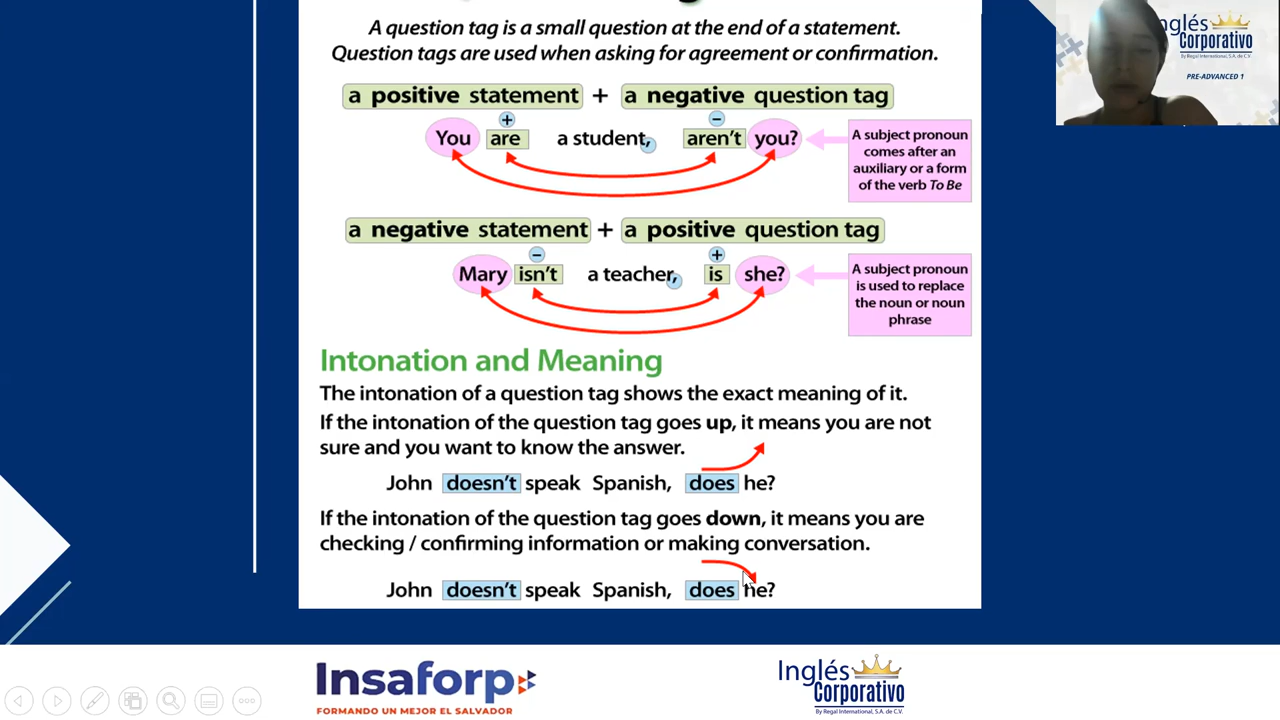 A question tag is a small question at the end of a statement.
Question tags are used when asking for agreement or confirmation.
a positive statement + a negative question tag
+ −
You are a student, aren't you?
A subject pronoun
comes after an
auxiliary or a form
of the verb To Be
a negative statement + a positive question tag
− +
Mary isn't a teacher, is she?
A subject pronoun
is used to replace
the noun or noun
phrase
Intonation and Meaning
The intonation of a question tag shows the exact meaning of it.
If the intonation of the question tag goes up, it means you are not
sure and you want to know the answer.
John doesn't speak Spanish, does he?
If the intonation of the question tag goes down, it means you are
checking / confirming information or making conversation.
John doesn't speak Spanish, does he?
Inglés
Corporativo
By Regal International, S.A. de C.V.
PRE-ADVANCED 1
Insaforp
FORMANDO UN MEJOR EL SALVADOR
Inglés
Corporativo
By Regal International, S.A. de C.V.